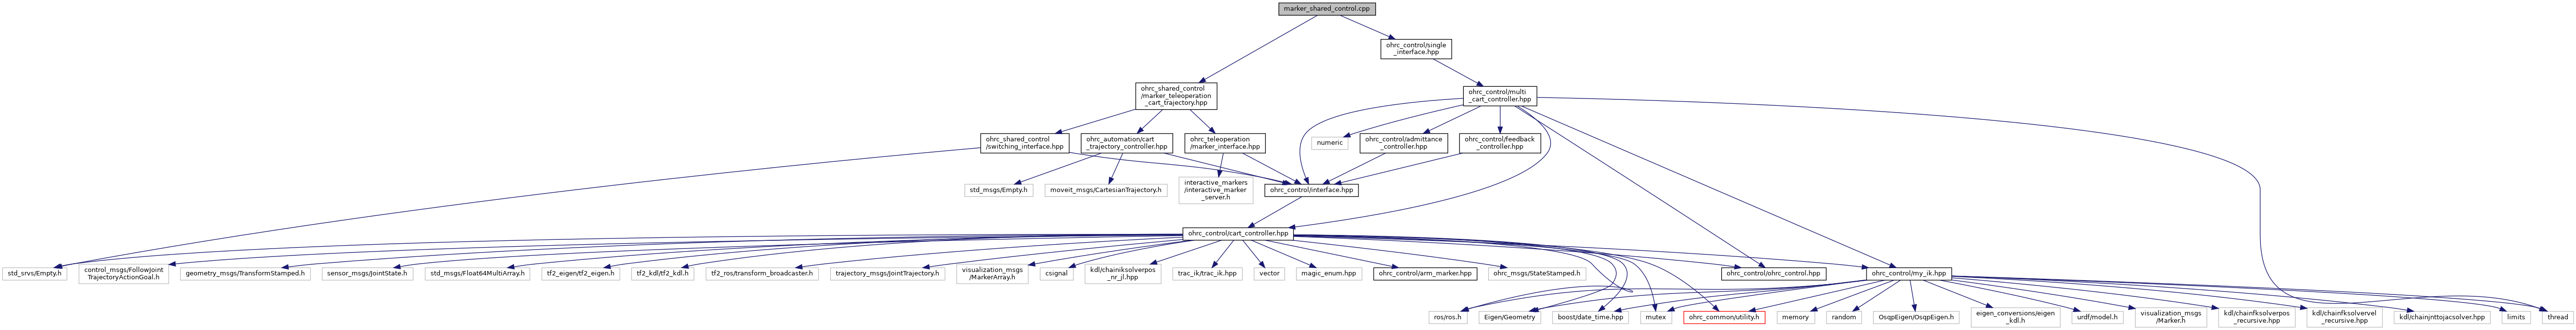 marker_shared_control.cpp
ohrc_control/single
_interface.hpp
ohrc_shared_control
/marker_teleoperation
_cart_trajectory.hpp
ohrc_control/multi
_cart_controller.hpp
ohrc_shared_control
/switching_interface.hpp
ohrc_automation/cart
_trajectory_controller.hpp
ohrc_teleoperation
/marker_interface.hpp
numeric
ohrc_control/admittance
_controller.hpp
ohrc_control/feedback
_controller.hpp
std_msgs/Empty.h
moveit_msgs/CartesianTrajectory.h
interactive_markers
/interactive_marker
_server.h
ohrc_control/interface.hpp
ohrc_control/cart_controller.hpp
std_srvs/Empty.h
control_msgs/FollowJoint
TrajectoryActionGoal.h
geometry_msgs/TransformStamped.h
sensor_msgs/JointState.h
std_msgs/Float64MultiArray.h
tf2_eigen/tf2_eigen.h
tf2_kdl/tf2_kdl.h
tf2_ros/transform_broadcaster.h
trajectory_msgs/JointTrajectory.h
visualization_msgs
/MarkerArray.h
csignal
kdl/chainiksolverpos
_nr_jl.hpp
trac_ik/trac_ik.hpp
vector
magic_enum.hpp
ohrc_control/arm_marker.hpp
ohrc_msgs/StateStamped.h
ohrc_control/ohrc_control.hpp
ohrc_control/my_ik.hpp
ros/ros.h
Eigen/Geometry
boost/date_time.hpp
mutex
ohrc_common/utility.h
memory
random
OsqpEigen/OsqpEigen.h
eigen_conversions/eigen
_kdl.h
urdf/model.h
visualization_msgs
/Marker.h
kdl/chainfksolverpos
_recursive.hpp
kdl/chainfksolvervel
_recursive.hpp
kdl/chainjnttojacsolver.hpp
limits
thread